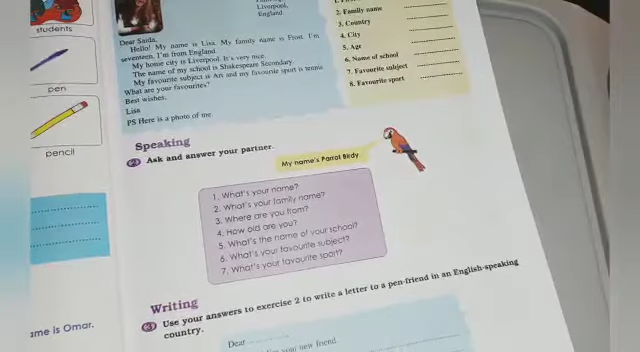 students
pen
pencil
ame is Omar.
Liverpool,
England
Dear Saida,
Hello! My name is Lisa. My family name is Frost. I'm
seventeen. I'm from England.
My home city is Liverpool. It's very nice.
The name of my school is Shakespeare Secondary.
My favourite subject is Art and my favourite sport is tennis
What are your favourites?
Best wishes,
Lisa
PS Here is a photo of me
2. Family name
3. Country
4. City
5. Age
6. Name of school
7. Favourite subject
8. Favourite sport
Speaking
Ask and answer your partner.
My name's Parrot Birdy
1. What's your name?
2. What's your family name?
3. Where are you from?
4. How old are you?
5. What's the name of your school?
6. What's your favourite subject?
7. What's your favourite sport?
Writing
Use your answers to exercise 2 to write a letter to a pen-friend in an English-speaking
country.
Dear
your new friend.